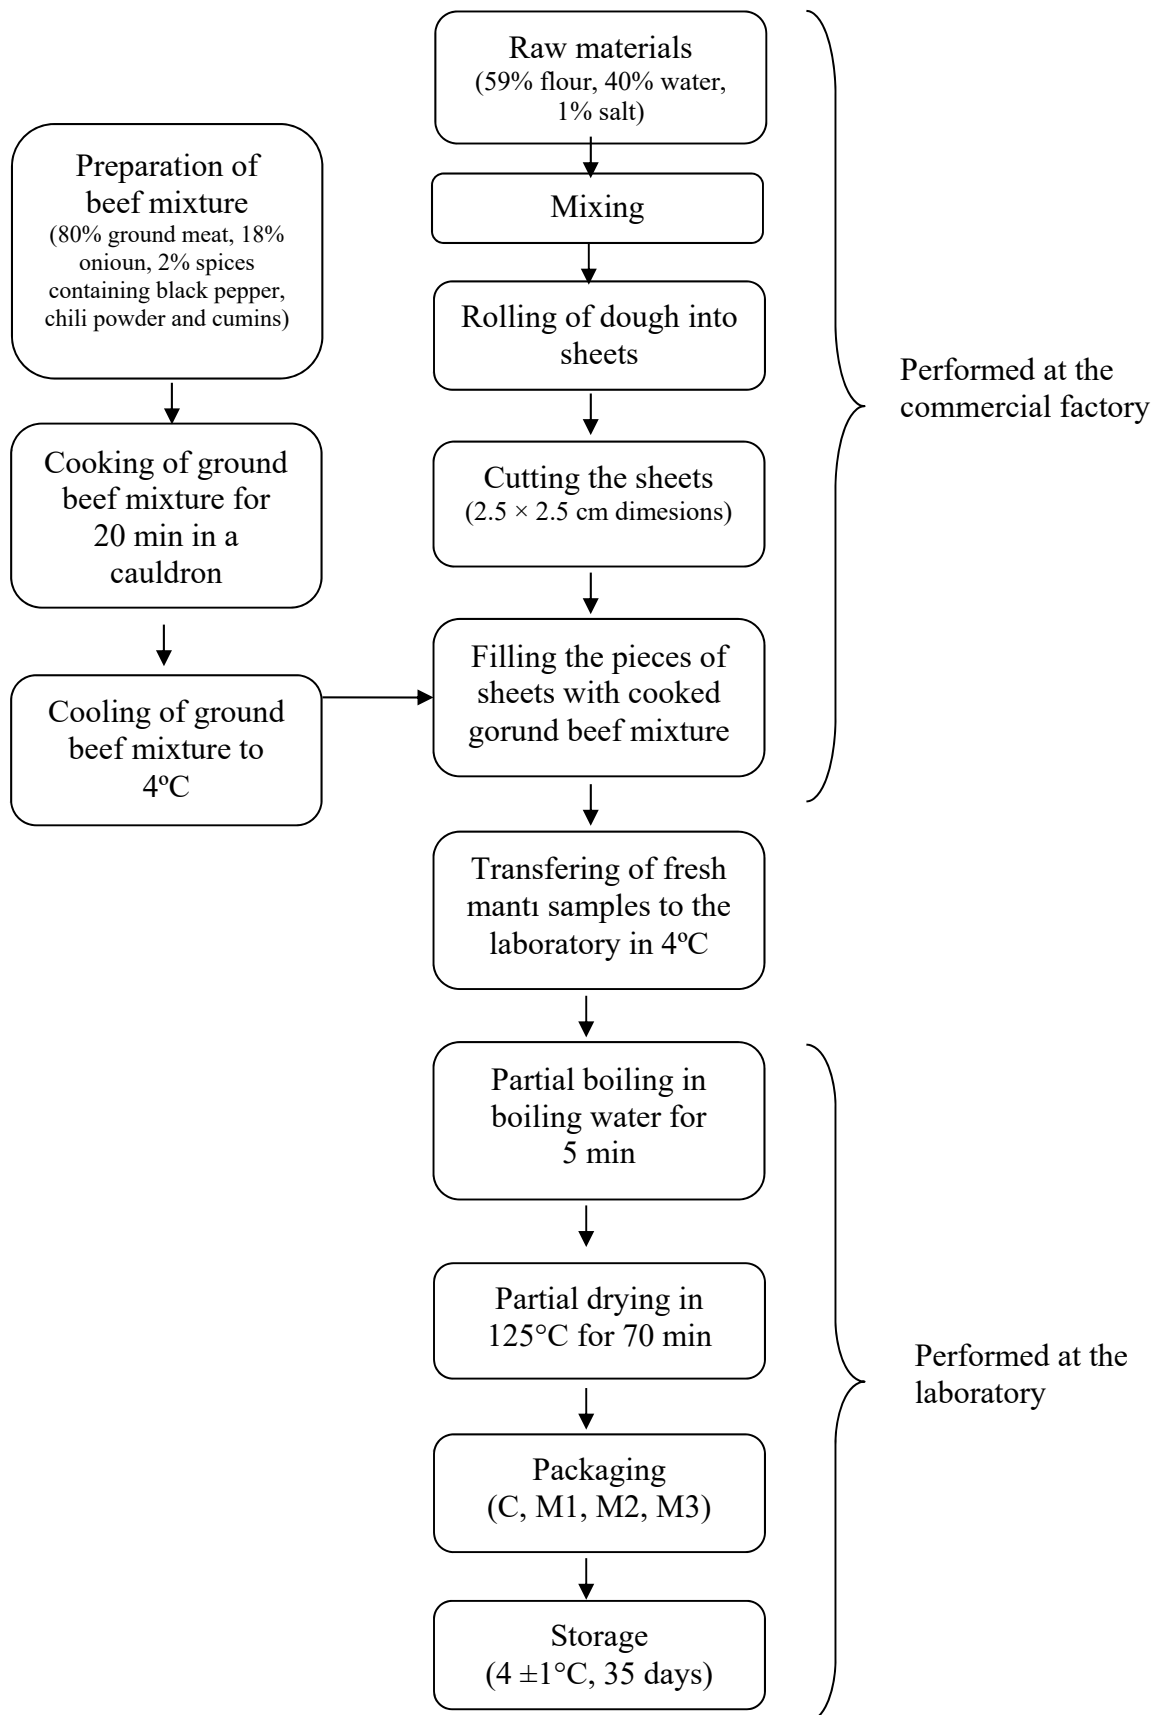 Raw materials
(59% flour, 40% water,
1% salt)
Mixing
Rolling of dough into
sheets
Cutting the sheets
(2.5 × 2.5 cm dimesions)
Preparation of
beef mixture
(80% ground meat, 18%
onioun, 2% spices
containing black pepper,
chili powder and cumins)
Cooking of ground
beef mixture for
20 min in a
cauldron
Cooling of ground
beef mixture to
4ºC
Filling the pieces of
sheets with cooked
gorund beef mixture
Performed at the
commercial factory
Transfering of fresh
mantı samples to the
laboratory in 4ºC
Partial boiling in
boiling water for
5 min
Partial drying in
125°C for 70 min
Packaging
(C, M1, M2, M3)
Storage
(4 ±1°C, 35 days)
Performed at the
laboratory